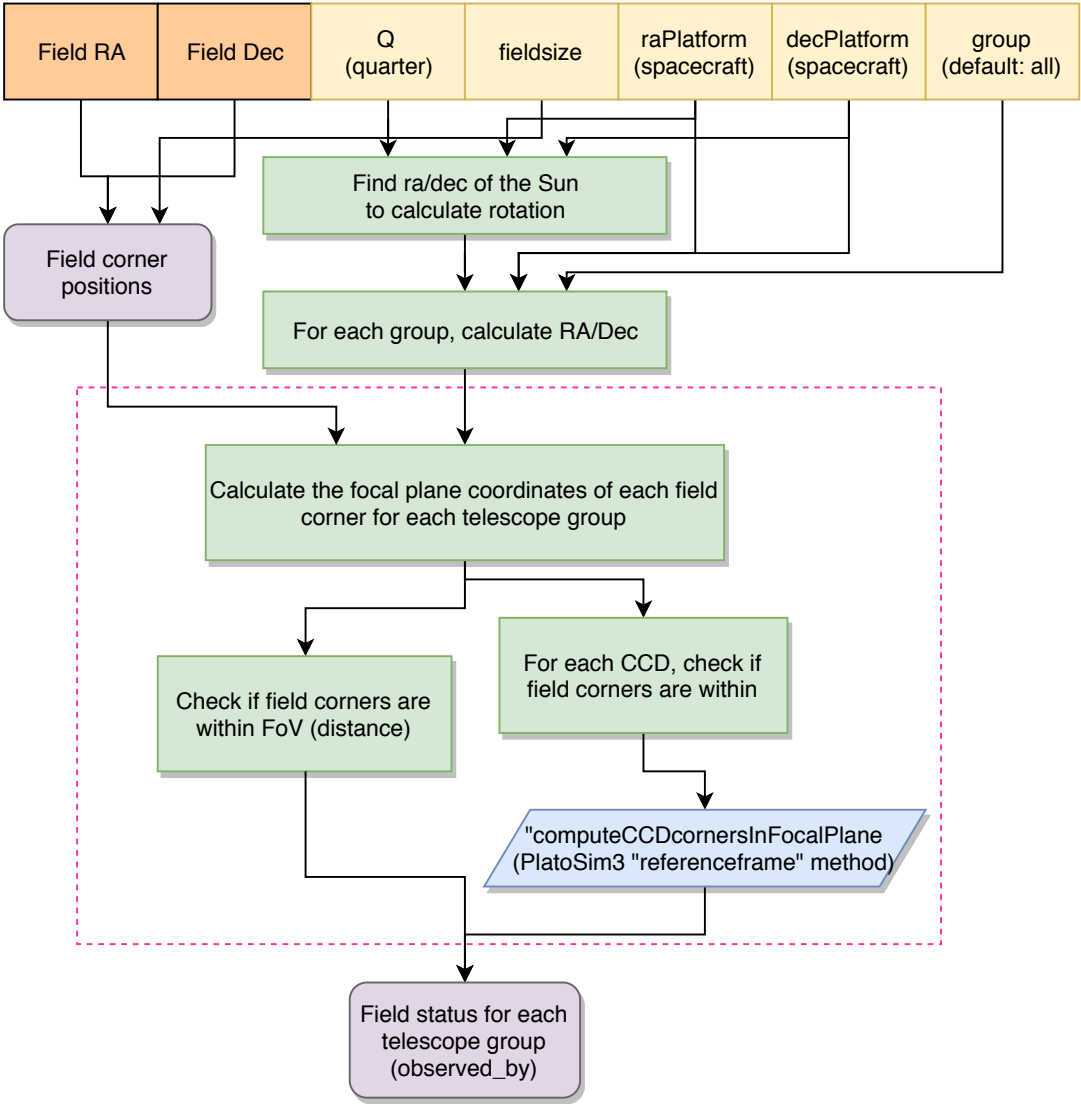 Field RA
Field Dec
Q
(quarter)
fieldsize
raPlatform
(spacecraft)
decPlatform
(spacecraft)
group
(default: all)
Find ra/dec of the Sun
to calculate rotation
Field corner
positions
For each group, calculate RA/Dec
Calculate the focal plane coordinates of each field
corner for each telescope group
For each CCD, check if
field corners are within
Check if field corners are
within FoV (distance)
"computeCCDcornersInFocalPlane
(PlatoSim3 "referenceframe" method)
Field status for each
telescope group
(observed_by)